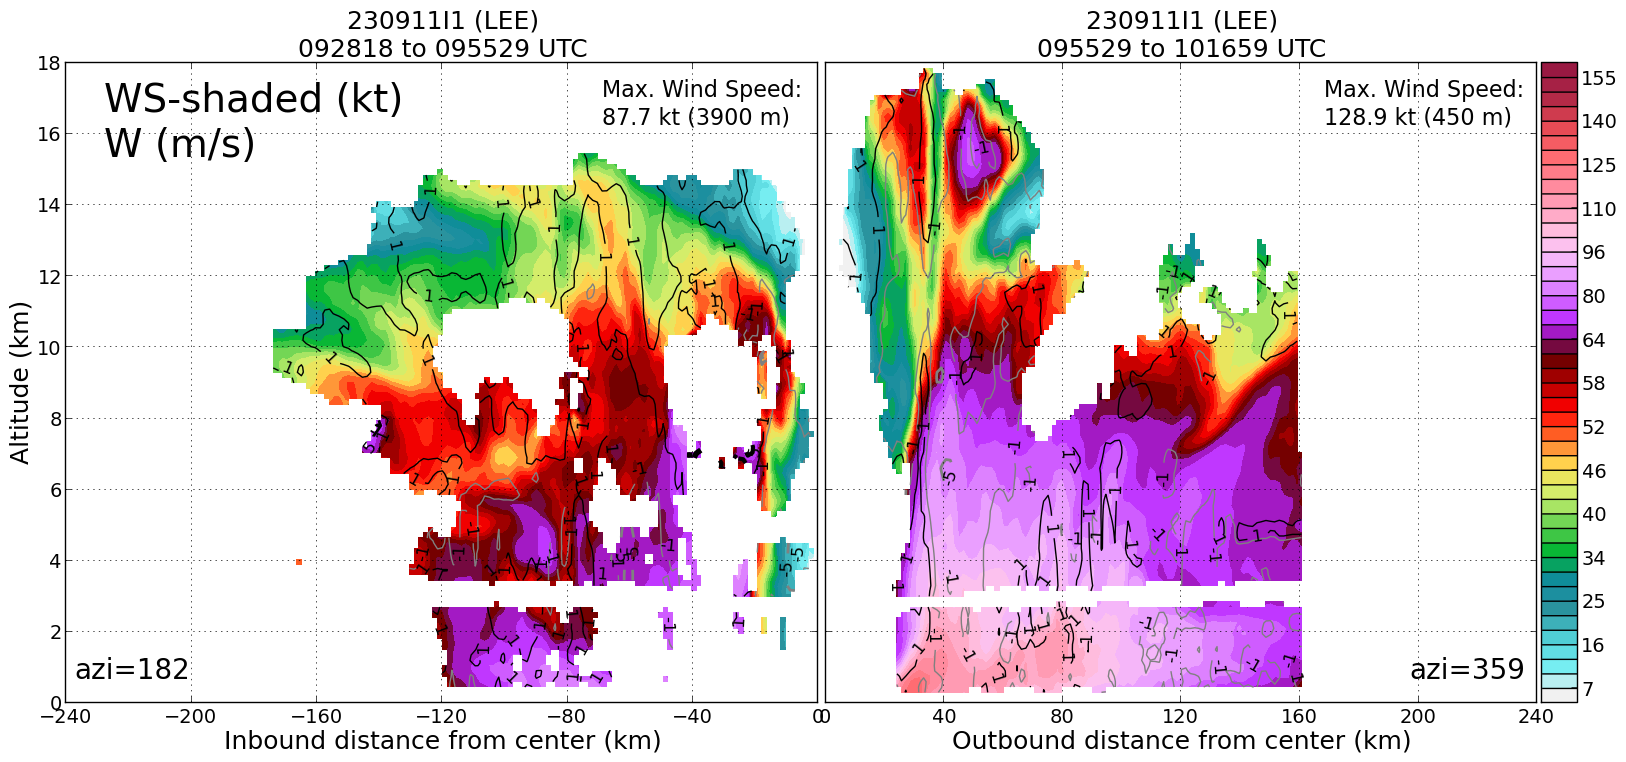 230911I1 (LEE)
092818 to 095529 UTC
230911I1 (LEE)
095529 to 101659 UTC
WS-shaded (kt)
W (m/s)
Max. Wind Speed:
87.7 kt (3900 m)
Max. Wind Speed:
128.9 kt (450 m)
azi=182
azi=359
Altitude (km)
18
16
14
12
10
8
6
4
2
0
−240
−200
−160
−120
−80
−40
0
0
40
80
120
160
200
240
Inbound distance from center (km)
Outbound distance from center (km)
155
140
125
110
96
80
64
58
52
46
40
34
25
16
7